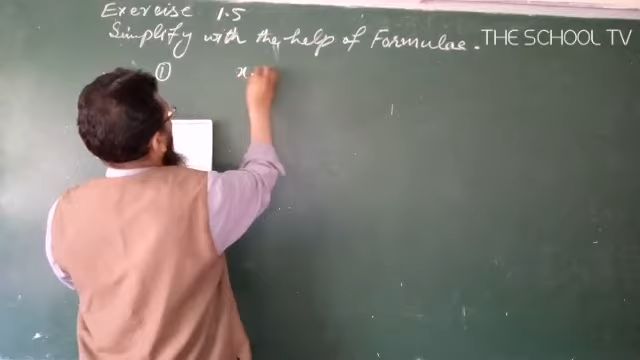 Exercise 1.5
Simplify with the help of Formulae.
THE SCHOOL TV
① x